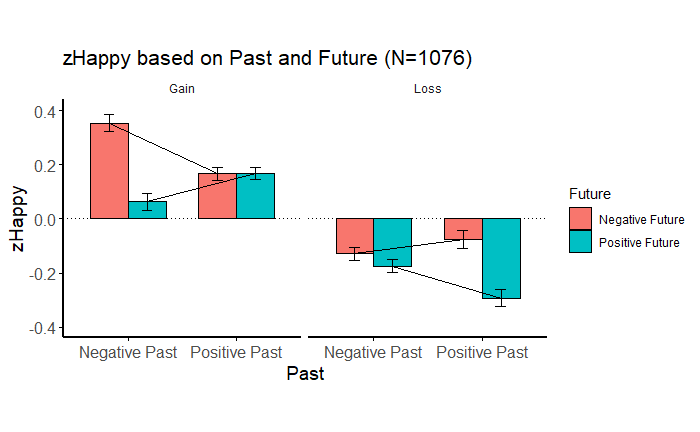 zHappy based on Past and Future (N=1076)
Gain
Loss
zHappy
0.4
0.2
0.0
-0.2
-0.4
Negative Past
Positive Past
Negative Past
Positive Past
Past
Future
Negative Future
Positive Future